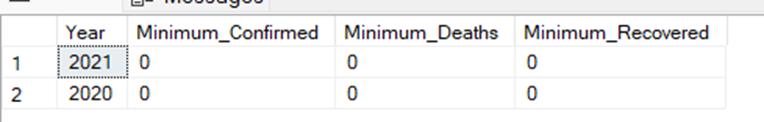 Messages
Year Minimum_Confirmed Minimum_Deaths Minimum_Recovered
1 2021 0 0 0
2 2020 0 0 0